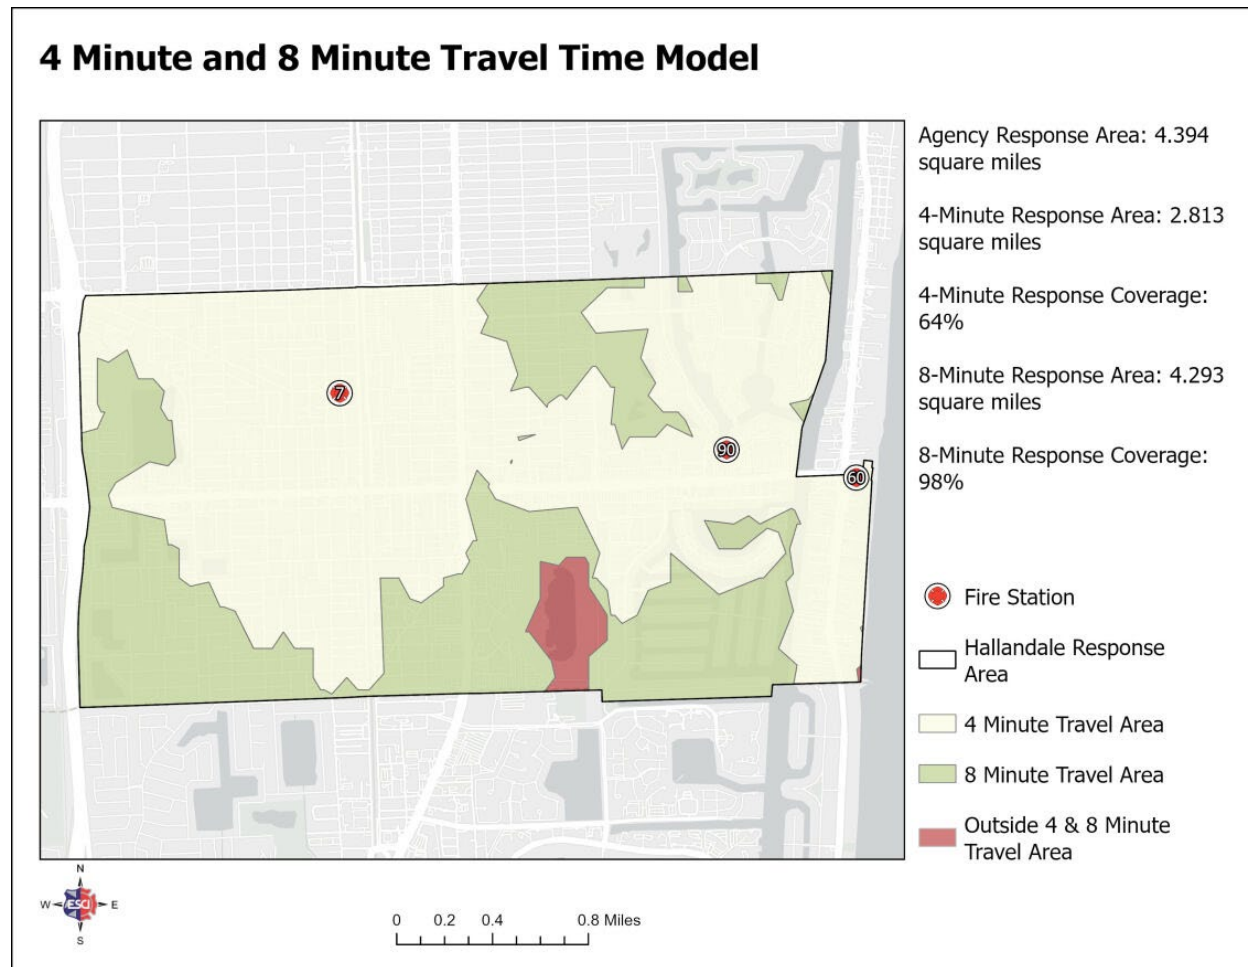 4 Minute and 8 Minute Travel Time Model
Agency Response Area: 4.394
square miles
4-Minute Response Area: 2.813
square miles
4-Minute Response Coverage:
64%
8-Minute Response Area: 4.293
square miles
8-Minute Response Coverage:
98%
7
90
60
Fire Station
Hallandale Response
Area
4 Minute Travel Area
8 Minute Travel Area
Outside 4 & 8 Minute
Travel Area
N
W ESCI E
S
0 0.2 0.4 0.8 Miles